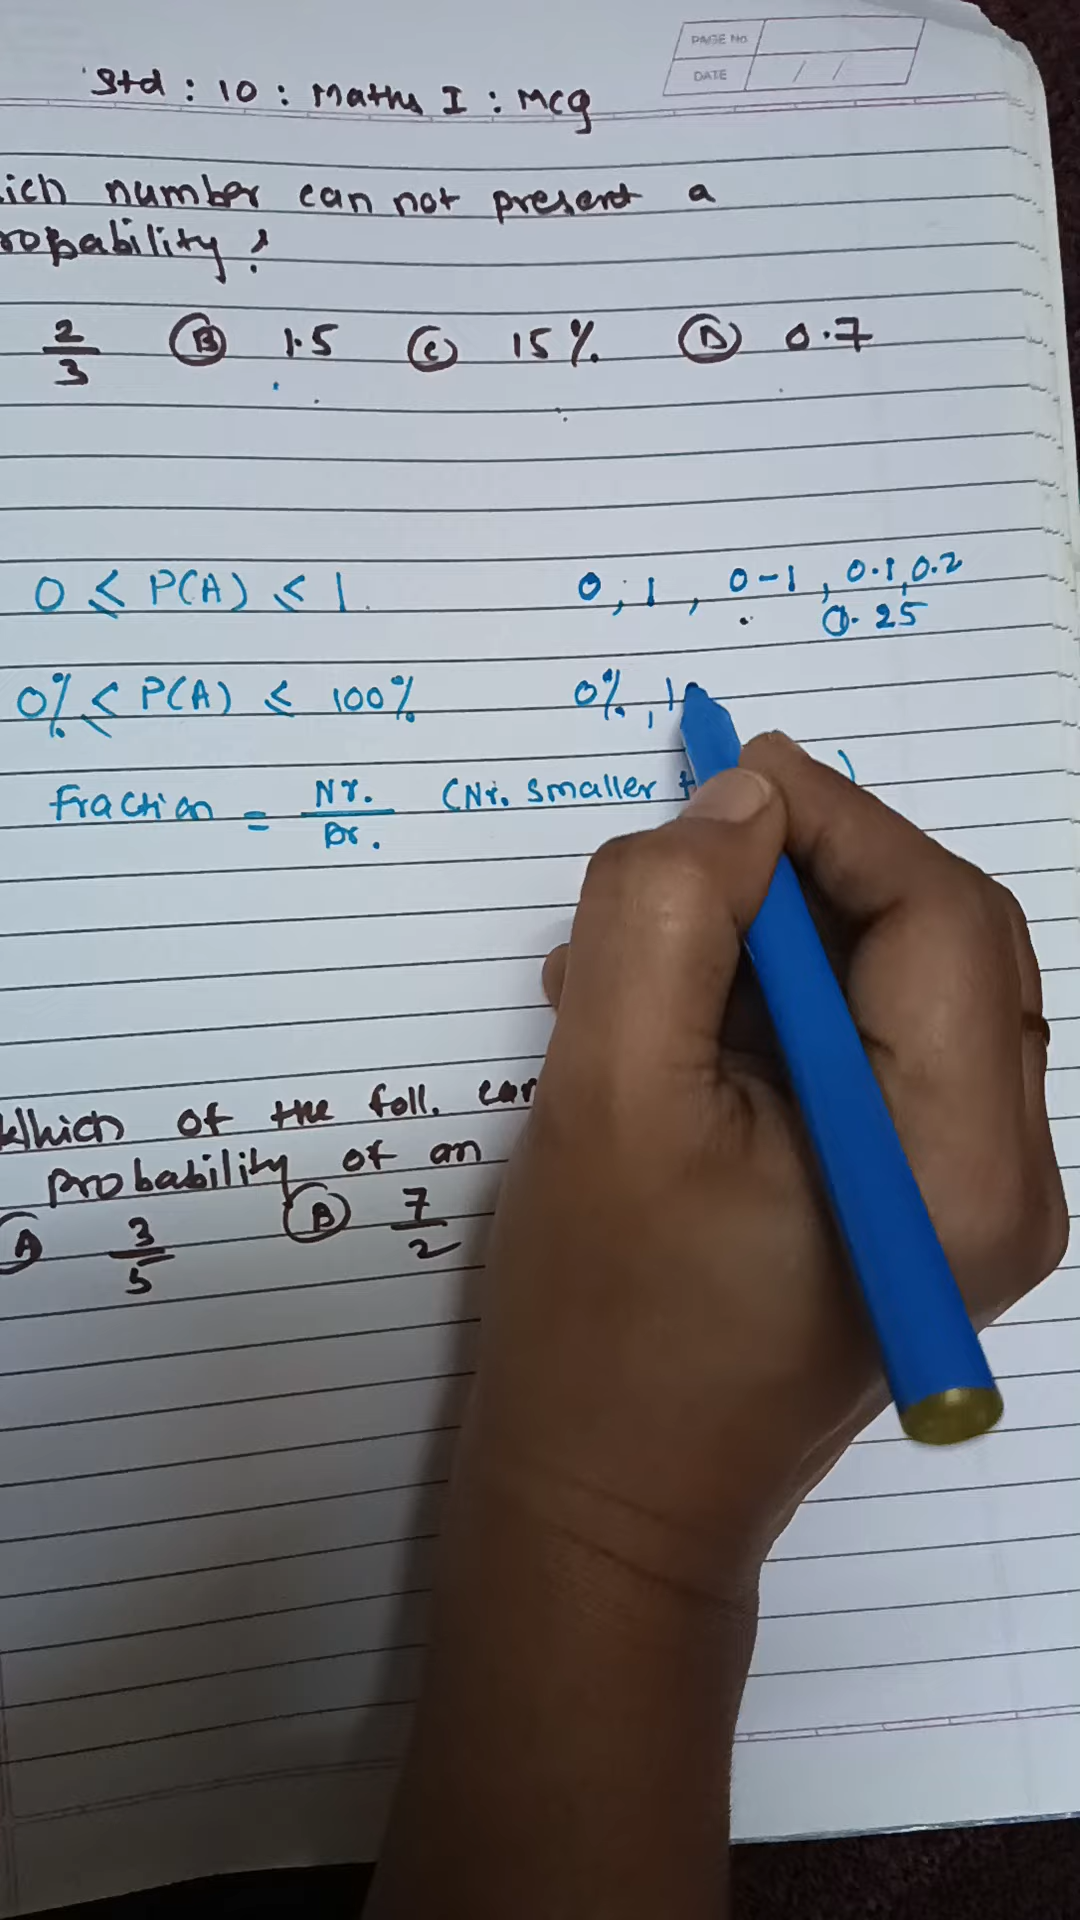 PAGE No.
DATE / /
Std : 10 : Maths I : MCQ
ich number can not present a
robability ?
2/3 (B) 1.5 (C) 15% (D) 0.7
0 ≤ P(A) ≤ 1 0, 1, 0-1, 0.1, 0.2
0.25
0% ≤ P(A) ≤ 100% 0%, 1
Fraction = Nr./Dr. (Nr. smaller )
Which of the foll.
probability of an
(A) 3/5 (B) 7/2